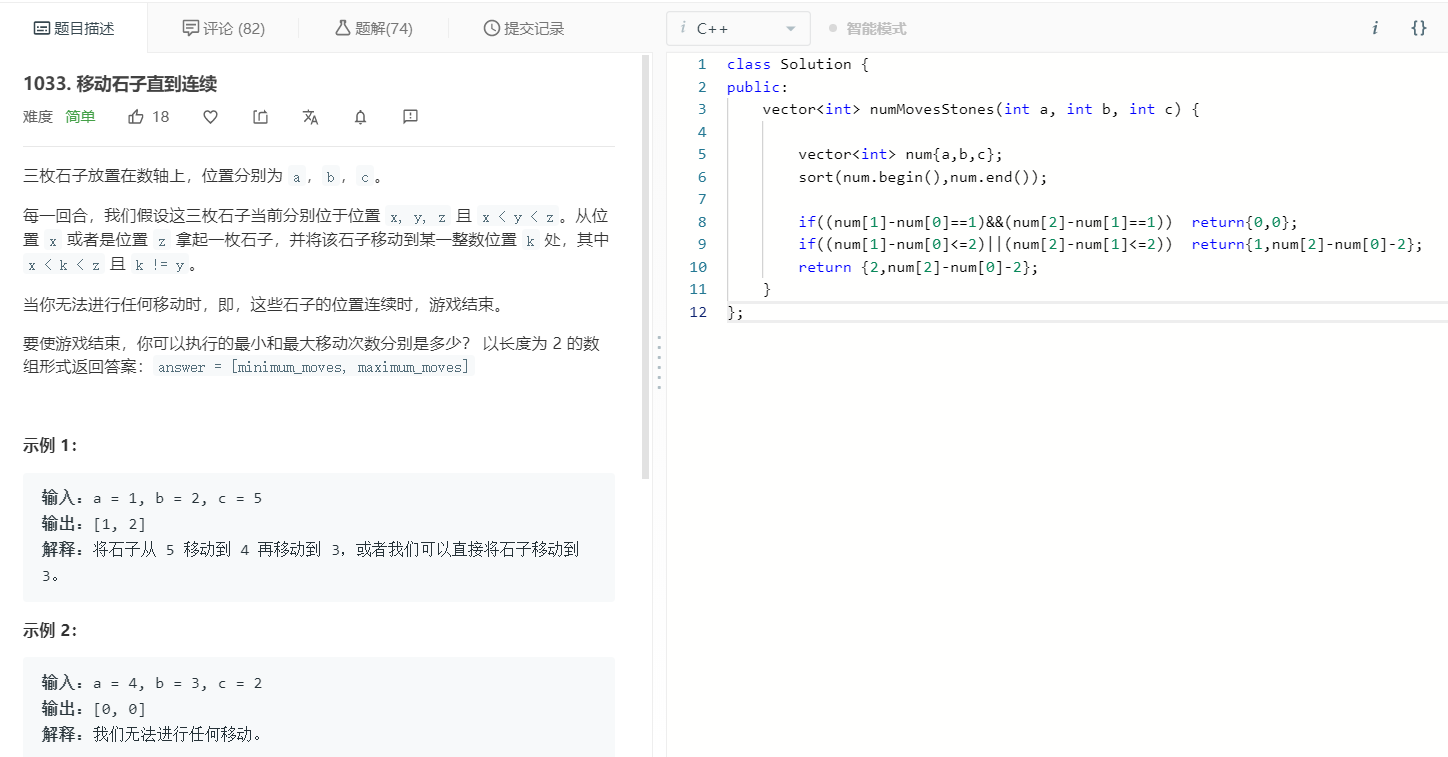 题目描述 评论 (82) 题解(74) 提交记录
i C++ 智能模式 i {}
1033. 移动石子直到连续
难度 简单 18
三枚石子放置在数轴上，位置分别为 a，b，c。
每一回合，我们假设这三枚石子当前分别位于位置 x, y, z 且 x < y < z。从位
置 x 或者是位置 z 拿起一枚石子，并将该石子移动到某一整数位置 k 处，其中
x < k < z 且 k != y。
当你无法进行任何移动时，即，这些石子的位置连续时，游戏结束。
要使游戏结束，你可以执行的最小和最大移动次数分别是多少？ 以长度为 2 的数
组形式返回答案：answer = [minimum_moves, maximum_moves]
示例 1：
输入：a = 1, b = 2, c = 5
输出：[1, 2]
解释：将石子从 5 移动到 4 再移动到 3，或者我们可以直接将石子移动到
3。
示例 2：
输入：a = 4, b = 3, c = 2
输出：[0, 0]
解释：我们无法进行任何移动。
1 class Solution {
2 public:
3 vector<int> numMovesStones(int a, int b, int c) {
4
5 vector<int> num{a,b,c};
6 sort(num.begin(),num.end());
7
8 if((num[1]-num[0]==1)&&(num[2]-num[1]==1)) return{0,0};
9 if((num[1]-num[0]<=2)||(num[2]-num[1]<=2)) return{1,num[2]-num[0]-2};
10 return {2,num[2]-num[0]-2};
11 }
12 };